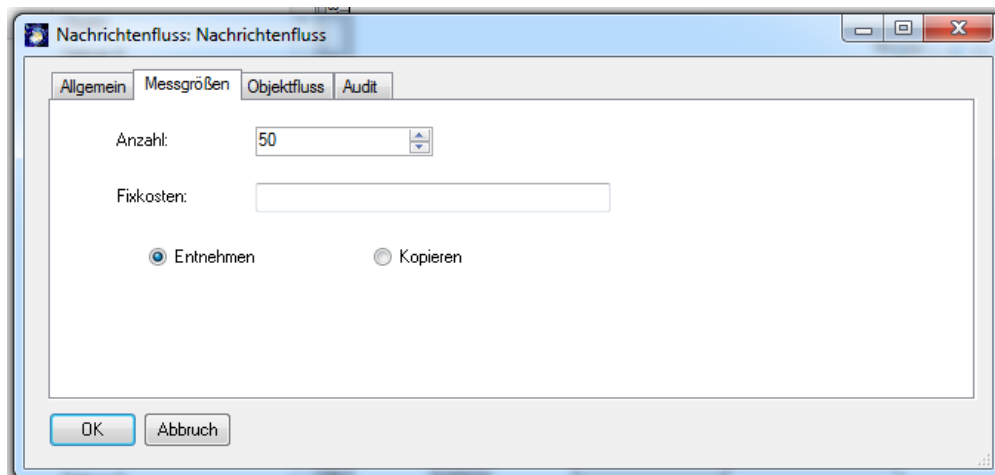 Nachrichtenfluss: Nachrichtenfluss
Allgemein Messgrößen Objektfluss Audit
Anzahl: 50
Fixkosten:
Entnehmen Kopieren
OK Abbruch